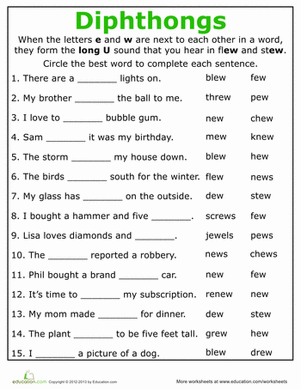 Diphthongs
When the letters e and w are next to each other in a word,
they form the long U sound that you hear in flew and stew.
Circle the best word to complete each sentence.
1. There are a ________ lights on. blew few
2. My brother ________ the ball to me. threw pew
3. I love to ________ bubble gum. new chew
4. Sam ________ it was my birthday. mew knew
5. The storm ________ my house down. blew hew
6. The birds ________ south for the winter. flew news
7. My glass has ________ on the outside. dew stew
8. I bought a hammer and five ________. screws few
9. Lisa loves diamonds and ________. jewels pews
10. The ________ reported a robbery. news chews
11. Phil bought a brand ________ car. new few
12. It's time to ________ my subscription. renew new
13. My mom made ________ for dinner. dew stew
14. The plant ________ to be five feet tall. grew hew
15. I ________ a picture of a dog. blew drew
Copyright © 2012-2013 by Education.com
More worksheets at www.education.com/worksheets